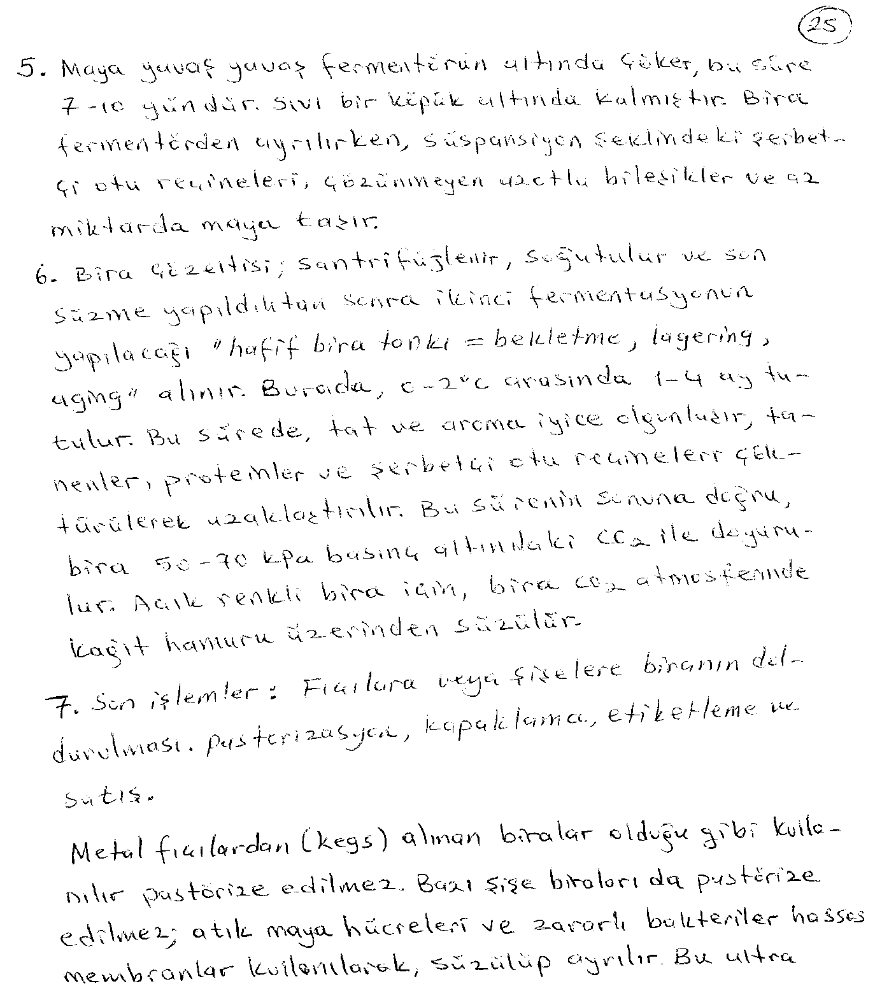 25
5. Maya yavaş yavaş fermentörün altında çöker, bu süre
7-10 gündür. Sıvı bir köpük altında kalmıştır. Bira
fermentörden ayrılırken, süspansiyon şeklindeki şerbet-
çi otu reçineleri, çözünmeyen azotlu bileşikler ve az
miktarda maya taşır.
6. Bira çözeltisi; santrifüjlenir, soğutulur ve son
süzme yapıldıktan sonra ikinci fermentasyonun
yapılacağı "hafif bira tankı = bekletme, lagering,
aging" alınır. Burada, 0-2°C arasında 1-4 ay tu-
tulur. Bu sürede, tat ve aroma iyice olgunlaşır, ta-
nenler, proteinler ve şerbetçi otu reçineleri çök-
türülerek uzaklaştırılır. Bu sürenin sonuna doğru,
bira 50-70 kPa basınç altındaki CO2 ile doyuru-
lur. Açık renkli bira için, bira CO2 atmosferinde
kağıt hamuru üzerinden süzülür.
7. Son işlemler: Fıçılara veya şişelere biranın dol-
durulması. pastörizasyon, kapaklama, etiketleme ve
satış.
Metal fıçılardan (kegs) alınan biralar olduğu gibi kulla-
nılır pastörize edilmez. Bazı şişe biraları da pastörize
edilmez; atık maya hücreleri ve zararlı bakteriler hassas
membranlar kullanılarak, süzülüp ayrılır. Bu ultra